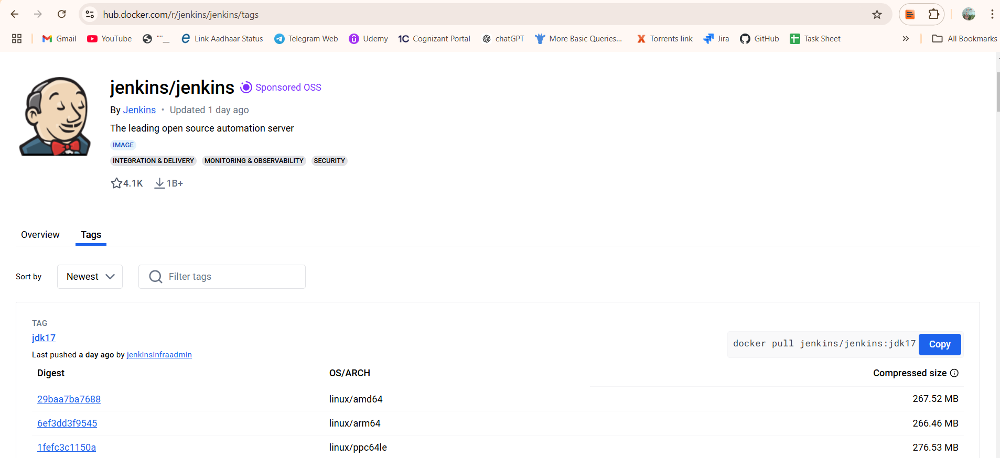 hub.docker.com/r/jenkins/jenkins/tags
Gmail YouTube ""__ Link Aadhaar Status Telegram Web Udemy 1C Cognizant Portal chatGPT More Basic Queries... Torrents link Jira GitHub Task Sheet » All Bookmarks
jenkins/jenkins Sponsored OSS
By Jenkins • Updated 1 day ago
The leading open source automation server
IMAGE
INTEGRATION & DELIVERY MONITORING & OBSERVABILITY SECURITY
4.1K 1B+
Overview Tags
Sort by Newest Filter tags
TAG
jdk17
docker pull jenkins/jenkins:jdk17 Copy
Last pushed a day ago by jenkinsinfraadmin
Digest OS/ARCH Compressed size
29baa7ba7688 linux/amd64 267.52 MB
6ef3dd3f9545 linux/arm64 266.46 MB
1fefc3c1150a linux/ppc64le 276.53 MB